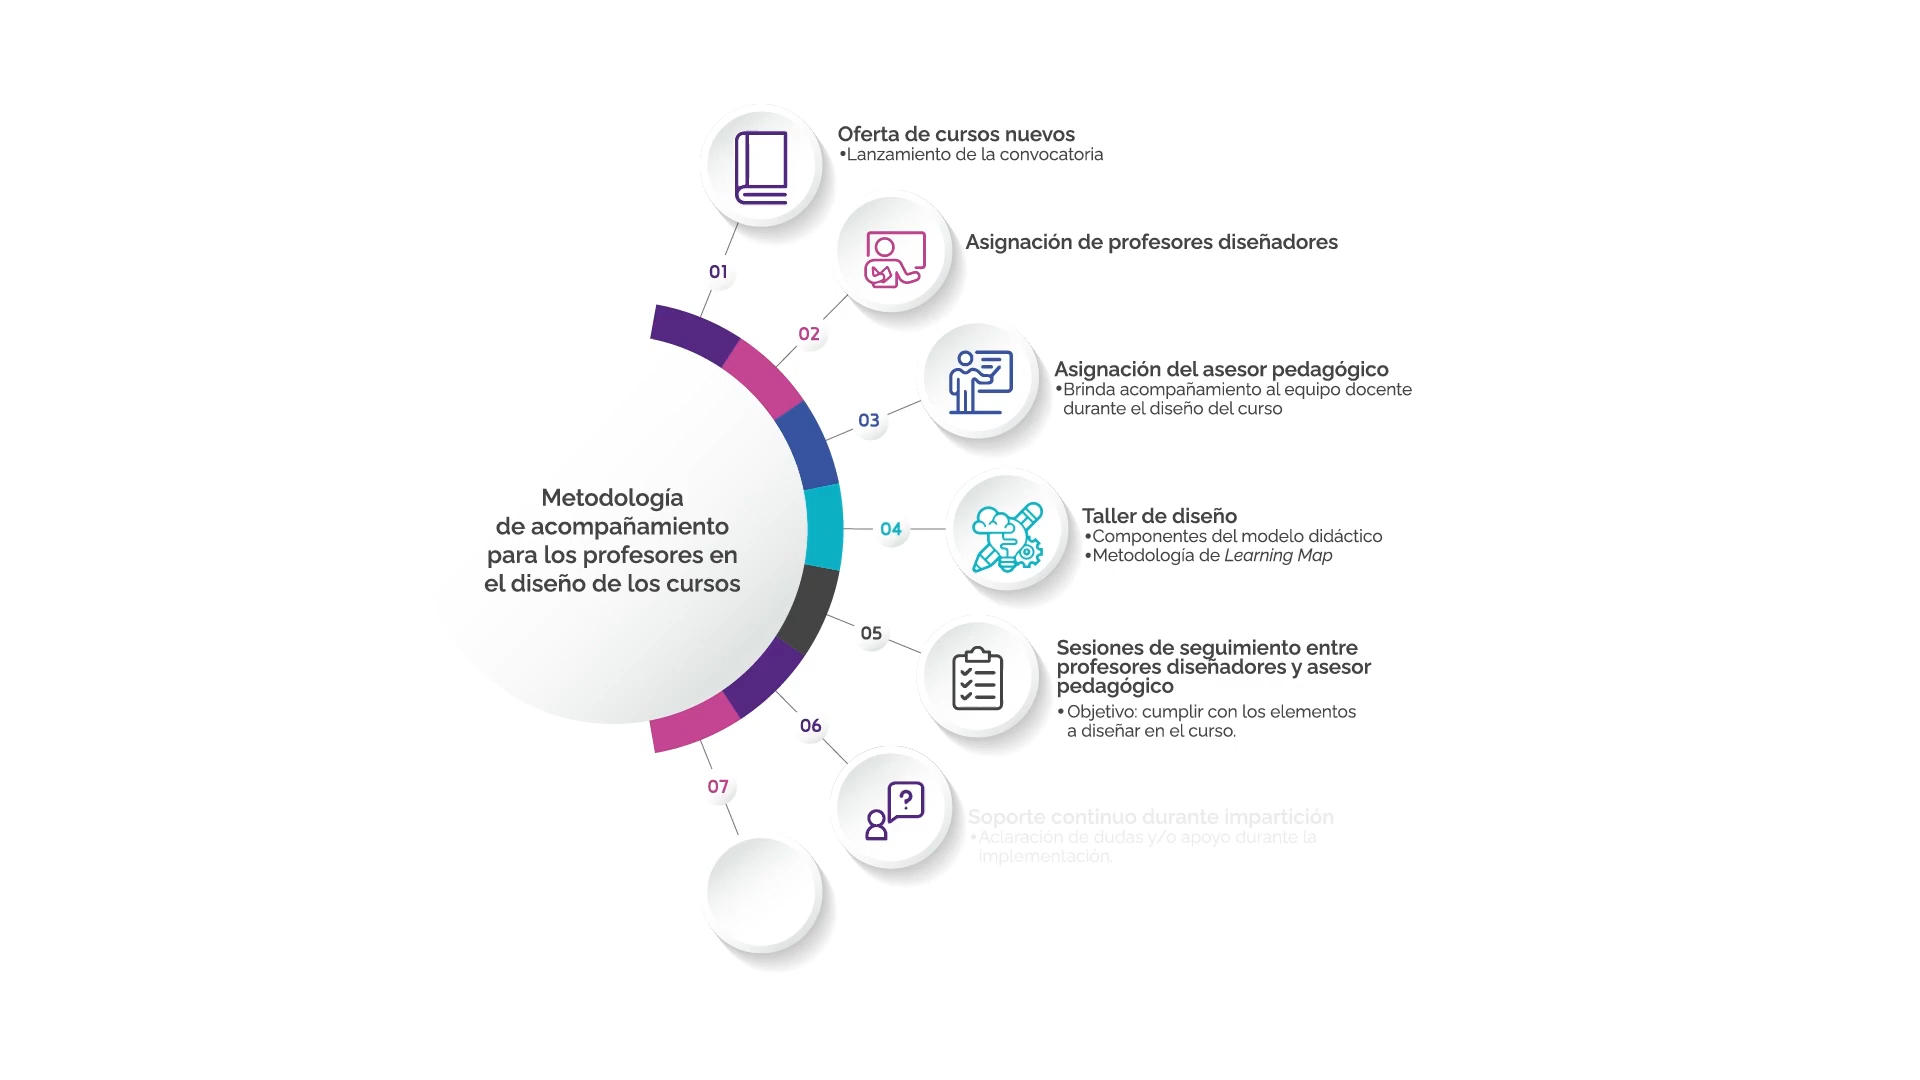 Oferta de cursos nuevos
•Lanzamiento de la convocatoria
01
Asignación de profesores diseñadores
02
Asignación del asesor pedagógico
•Brinda acompañamiento al equipo docente
durante el diseño del curso
03
Metodología
de acompañamiento
para los profesores en
el diseño de los cursos
04
Taller de diseño
•Componentes del modelo didáctico
•Metodología de Learning Map
05
Sesiones de seguimiento entre
profesores diseñadores y asesor
pedagógico
•Objetivo: cumplir con los elementos
a diseñar en el curso.
06
?
Soporte continuo durante impartición
•Aclaración de dudas y/o apoyo durante la
implementación.
07